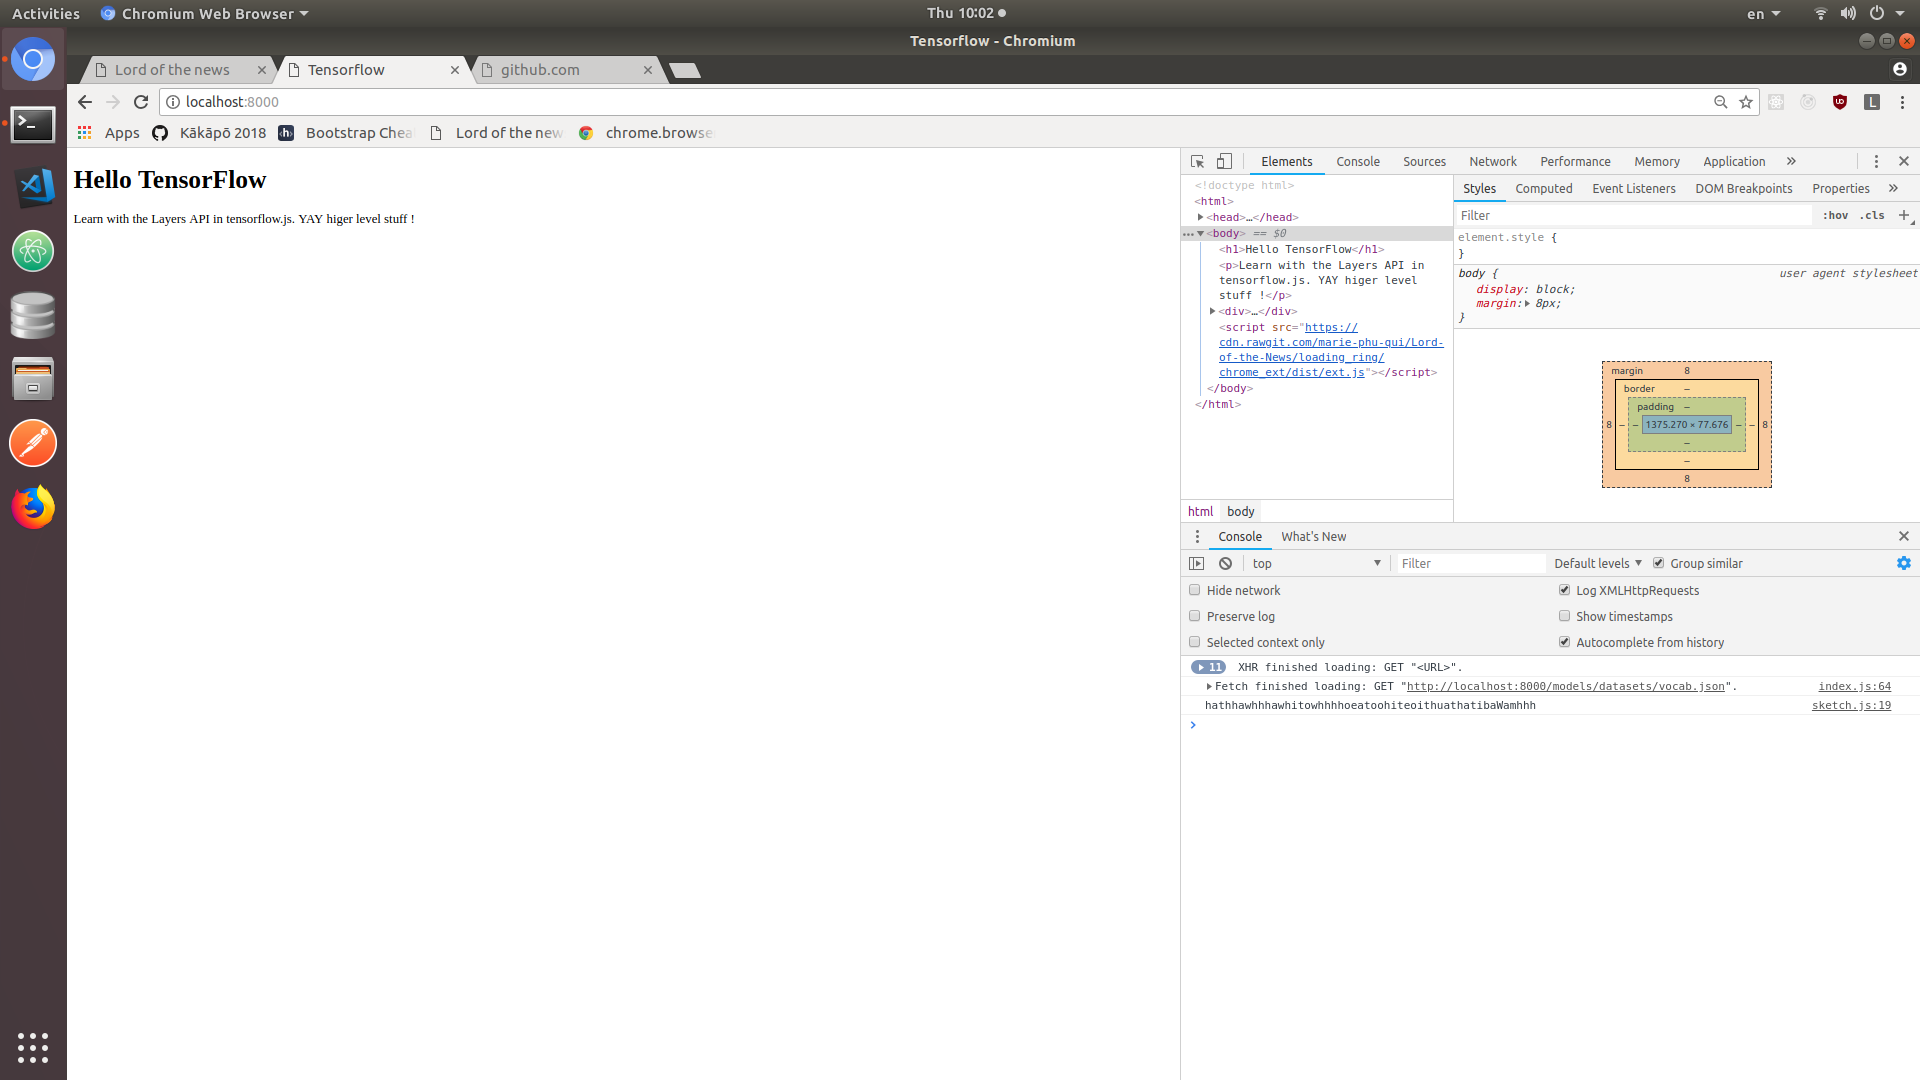 Activities
Chromium Web Browser
Thu 10:02
en
Tensorflow - Chromium
Lord of the news
Tensorflow
github.com
localhost:8000
Apps
Kākāpō 2018
Bootstrap Chea
Lord of the new
chrome.browse
Hello TensorFlow
Learn with the Layers API in tensorflow.js. YAY higer level stuff !
Elements Console Sources Network Performance Memory Application »
<!doctype html>
<html>
<head>…</head>
<body> == $0
<h1>Hello TensorFlow</h1>
<p>Learn with the Layers API in
tensorflow.js. YAY higer level
stuff !</p>
<div>…</div>
<script src="https://
cdn.rawgit.com/marie-phu-qui/Lord-
of-the-News/loading_ring/
chrome_ext/dist/ext.js"></script>
</body>
</html>
html body
Styles Computed Event Listeners DOM Breakpoints Properties »
Filter
:hov .cls +
element.style {
}
body {
user agent stylesheet
display: block;
margin: 8px;
}
margin 8
border –
padding –
8 – – 1375.270 × 77.676 – – 8
–
–
8
Console What's New
top
Filter
Default levels
Group similar
Hide network
Log XMLHttpRequests
Preserve log
Show timestamps
Selected context only
Autocomplete from history
11 XHR finished loading: GET "<URL>".
Fetch finished loading: GET "http://localhost:8000/models/datasets/vocab.json". index.js:64
hathhawhhhawhitowhhhhoeatoohiteoithuathatibaWamhhh sketch.js:19